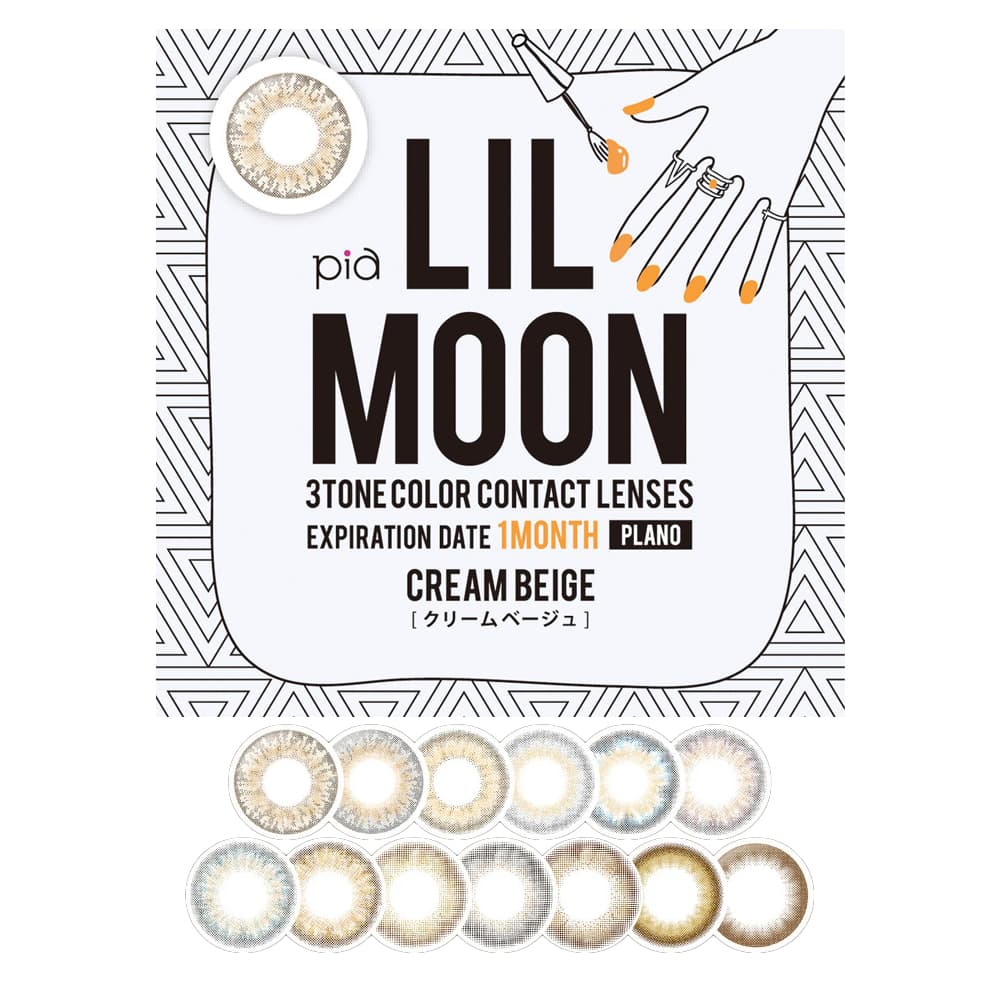 pia
LIL
MOON
3TONE COLOR CONTACT LENSES
EXPIRATION DATE 1MONTH PLANO
CREAM BEIGE
[クリームベージュ]